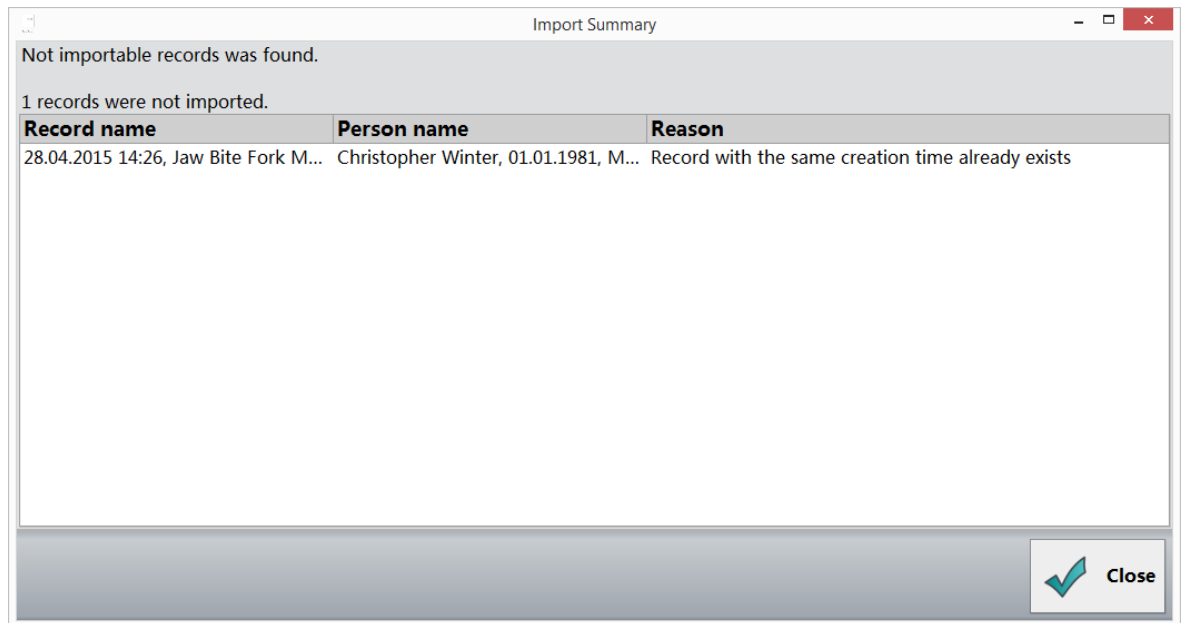 Import Summary
Not importable records was found.
1 records were not imported.
Record name Person name Reason
28.04.2015 14:26, Jaw Bite Fork M... Christopher Winter, 01.01.1981, M... Record with the same creation time already exists
Close